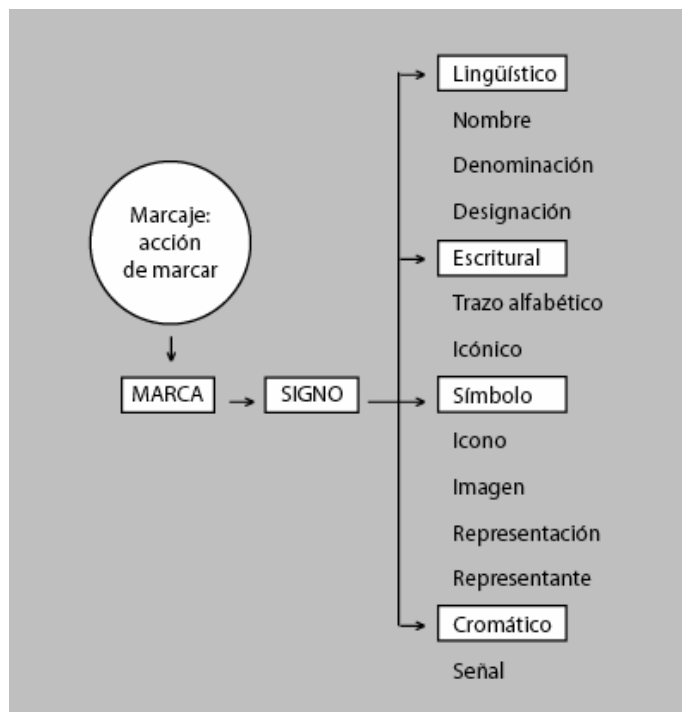 Marcaje:
acción
de marcar
MARCA
SIGNO
Lingüístico
Nombre
Denominación
Designación
Escritural
Trazo alfabético
Icónico
Símbolo
Icono
Imagen
Representación
Representante
Cromático
Señal